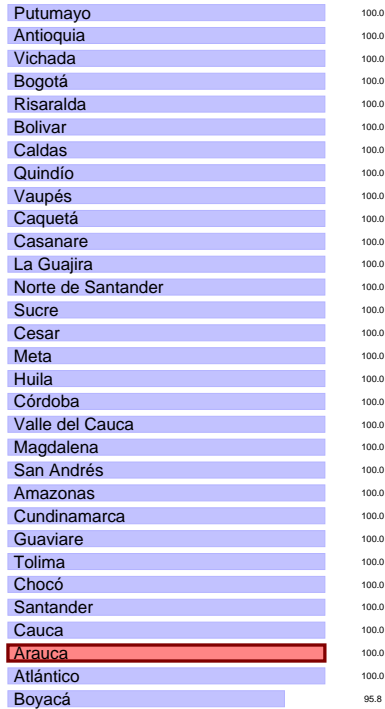 Putumayo 100.0
Antioquia 100.0
Vichada 100.0
Bogotá 100.0
Risaralda 100.0
Bolivar 100.0
Caldas 100.0
Quindío 100.0
Vaupés 100.0
Caquetá 100.0
Casanare 100.0
La Guajira 100.0
Norte de Santander 100.0
Sucre 100.0
Cesar 100.0
Meta 100.0
Huila 100.0
Córdoba 100.0
Valle del Cauca 100.0
Magdalena 100.0
San Andrés 100.0
Amazonas 100.0
Cundinamarca 100.0
Guaviare 100.0
Tolima 100.0
Chocó 100.0
Santander 100.0
Cauca 100.0
Arauca 100.0
Atlántico 100.0
Boyacá 95.8